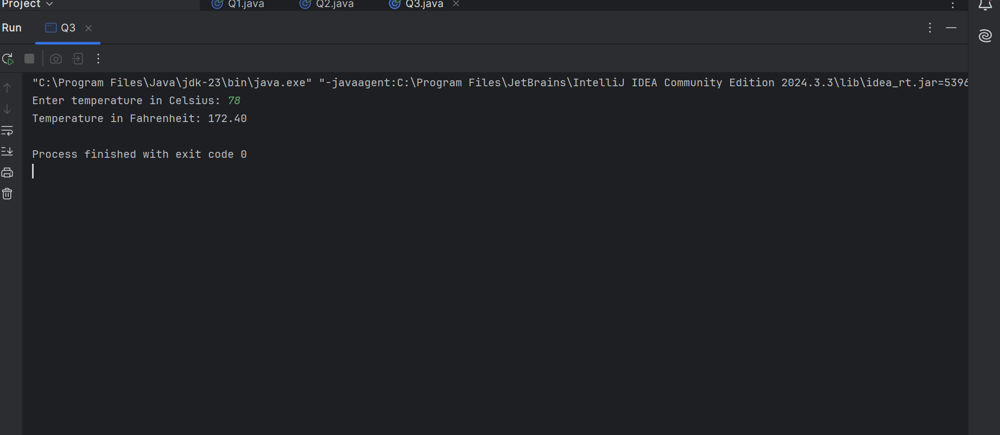 Project
Q1.java Q2.java Q3.java
Run Q3
"C:\Program Files\Java\jdk-23\bin\java.exe" "-javaagent:C:\Program Files\JetBrains\IntelliJ IDEA Community Edition 2024.3.3\lib\idea_rt.jar=5396
Enter temperature in Celsius: 78
Temperature in Fahrenheit: 172.40
Process finished with exit code 0